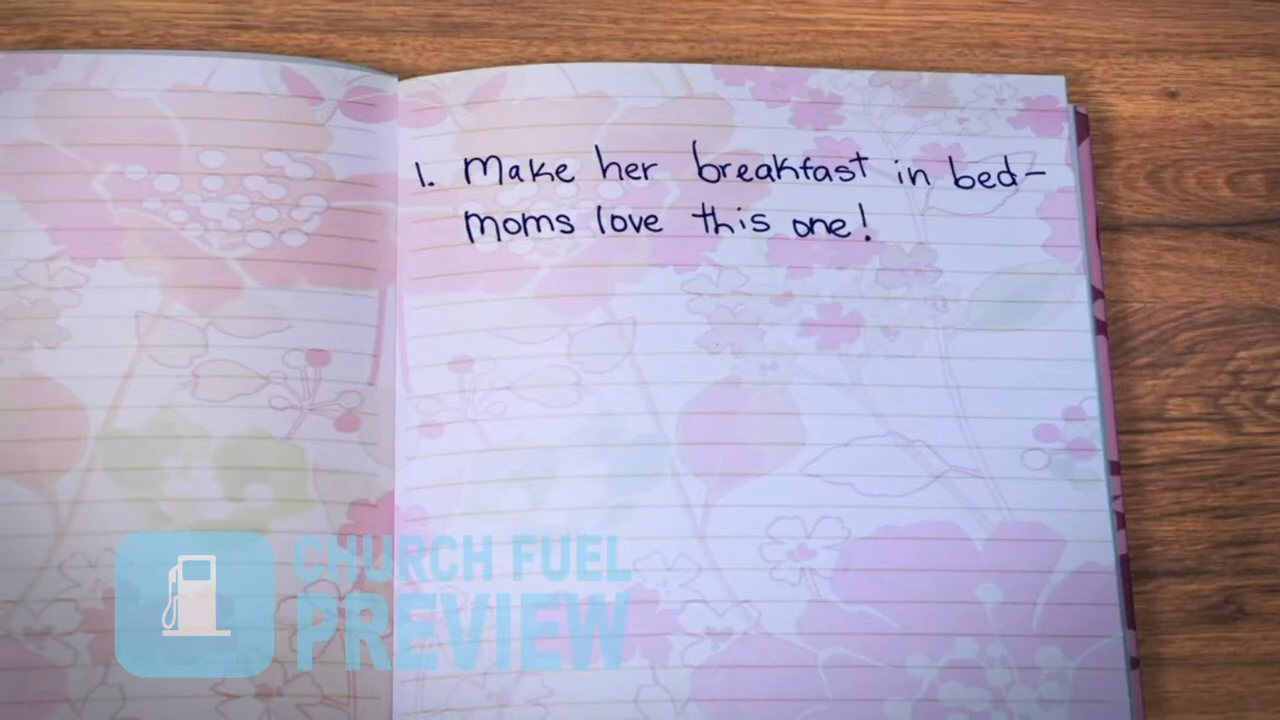 1. Make her breakfast in bed-
moms love this one!
CHURCH FUEL
PREVIEW